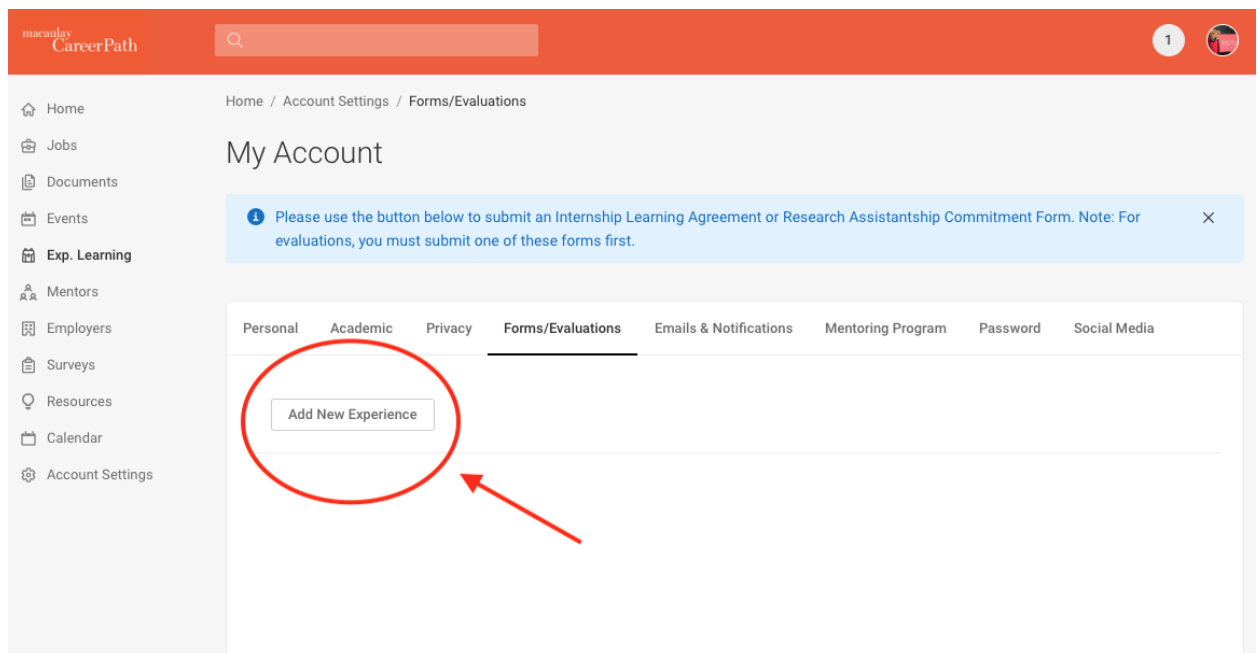 macaulay
CareerPath
1
Home
Jobs
Documents
Events
Exp. Learning
Mentors
Employers
Surveys
Resources
Calendar
Account Settings
Home / Account Settings / Forms/Evaluations
My Account
Please use the button below to submit an Internship Learning Agreement or Research Assistantship Commitment Form. Note: For
evaluations, you must submit one of these forms first.
Personal Academic Privacy Forms/Evaluations Emails & Notifications Mentoring Program Password Social Media
Add New Experience